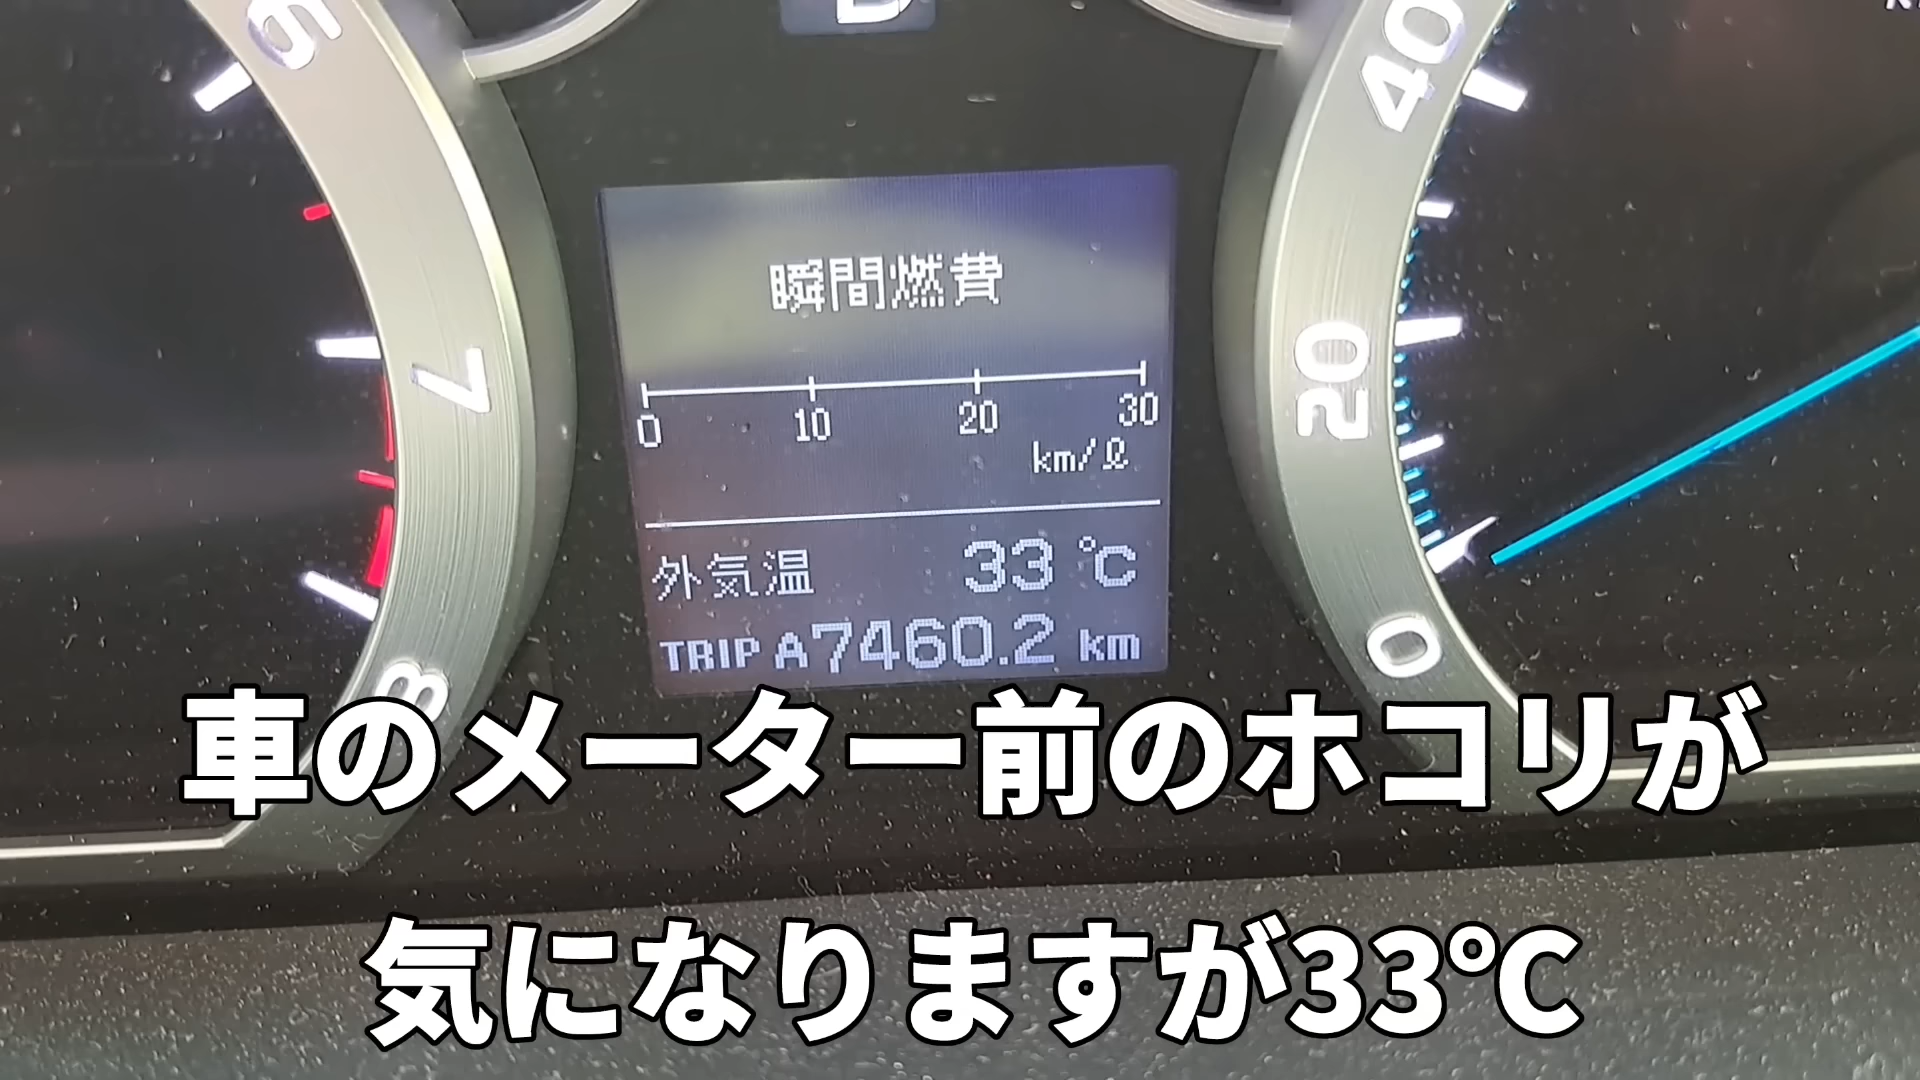 6
D
40
瞬間燃費
7
20
0 10 20 30
km/ℓ
外気温 33 ℃
TRIP A 7460.2 km
0
8
車のメーター前のホコリが
気になりますが33℃